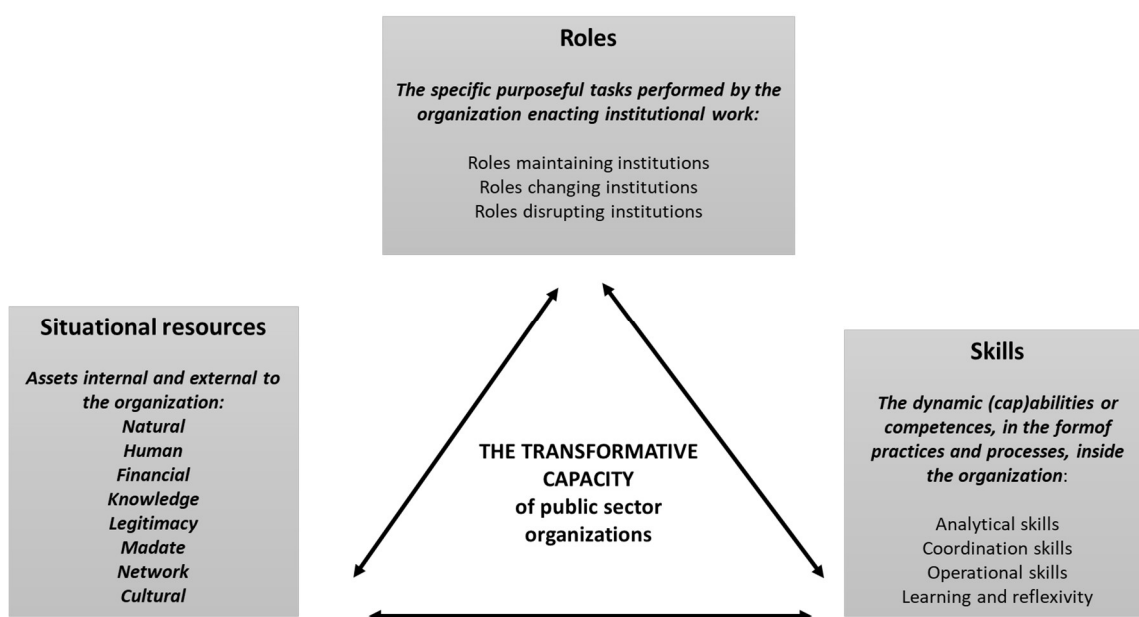 Roles
The specific purposeful tasks performed by the
organization enacting institutional work:
Roles maintaining institutions
Roles changing institutions
Roles disrupting institutions
Situational resources
Assets internal and external to
the organization:
Natural
Human
Financial
Knowledge
Legitimacy
Madate
Network
Cultural
THE TRANSFORMATIVE
CAPACITY
of public sector
organizations
Skills
The dynamic (cap)abilities or
competences, in the formof
practices and processes, inside
the organization:
Analytical skills
Coordination skills
Operational skills
Learning and reflexivity